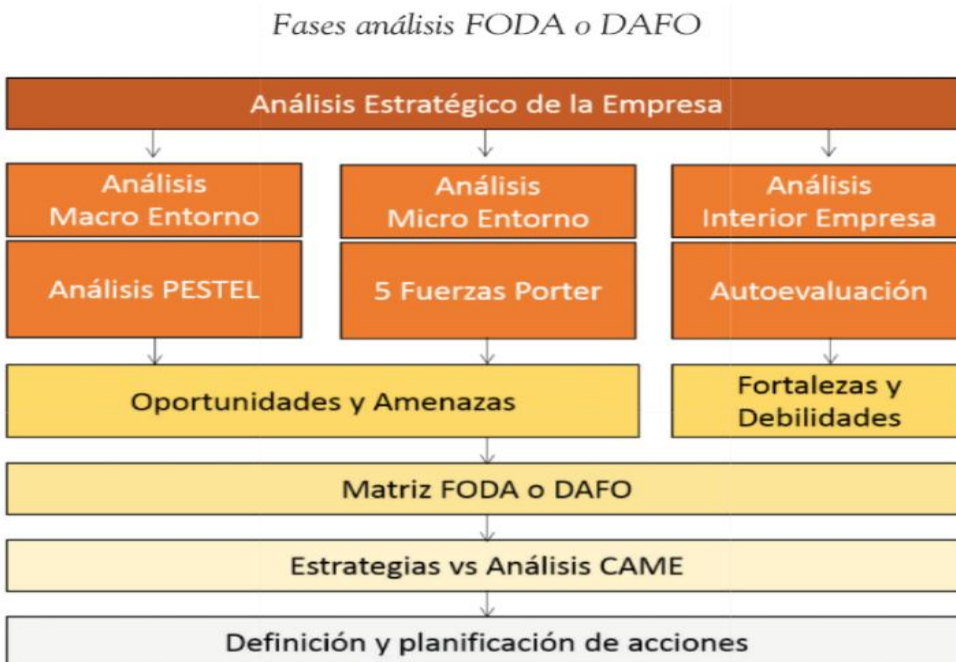 Fases análisis FODA o DAFO
Análisis Estratégico de la Empresa
Análisis
Macro Entorno
Análisis
Micro Entorno
Análisis
Interior Empresa
Análisis PESTEL
5 Fuerzas Porter
Autoevaluación
Oportunidades y Amenazas
Fortalezas y
Debilidades
Matriz FODA o DAFO
Estrategias vs Análisis CAME
Definición y planificación de acciones